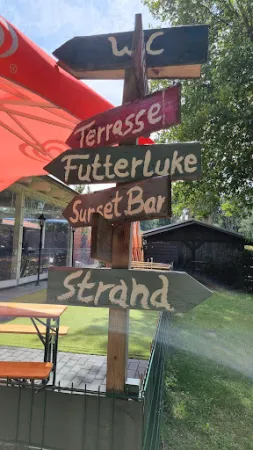 WC
Terrasse
Futterluke
Sunset Bar
Strand